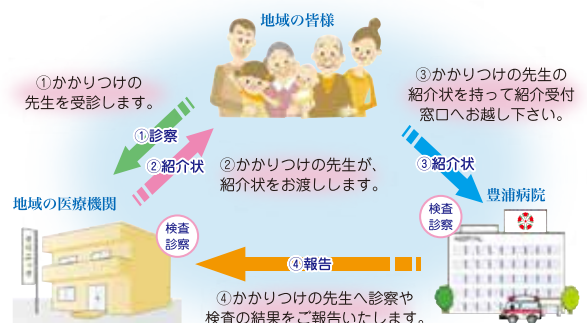 地域の皆様
①かかりつけの
先生を受診します。
③かかりつけの先生の
紹介状を持って紹介受付
窓口へお越し下さい。
①診察
②紹介状
②かかりつけの先生が、
紹介状をお渡しします。
③紹介状
地域の医療機関
豊浦病院
検査
診察
検査
診察
④報告
④かかりつけの先生へ診察や
検査の結果をご報告いたします。